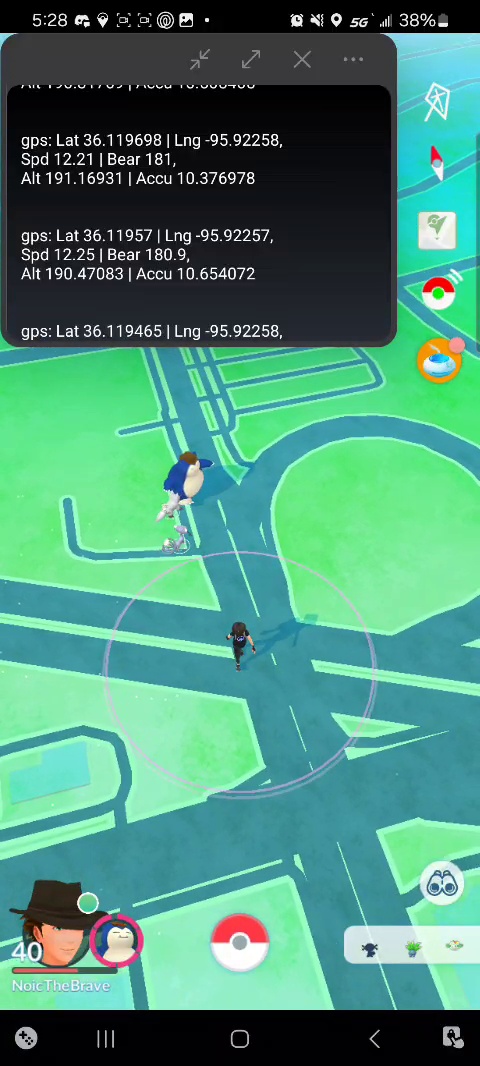 5:28
5G 38%
gps: Lat 36.119698 | Lng -95.92258,
Spd 12.21 | Bear 181,
Alt 191.16931 | Accu 10.376978
gps: Lat 36.11957 | Lng -95.92257,
Spd 12.25 | Bear 180.9,
Alt 190.47083 | Accu 10.654072
gps: Lat 36.119465 | Lng -95.92258,
40
NoicTheBrave